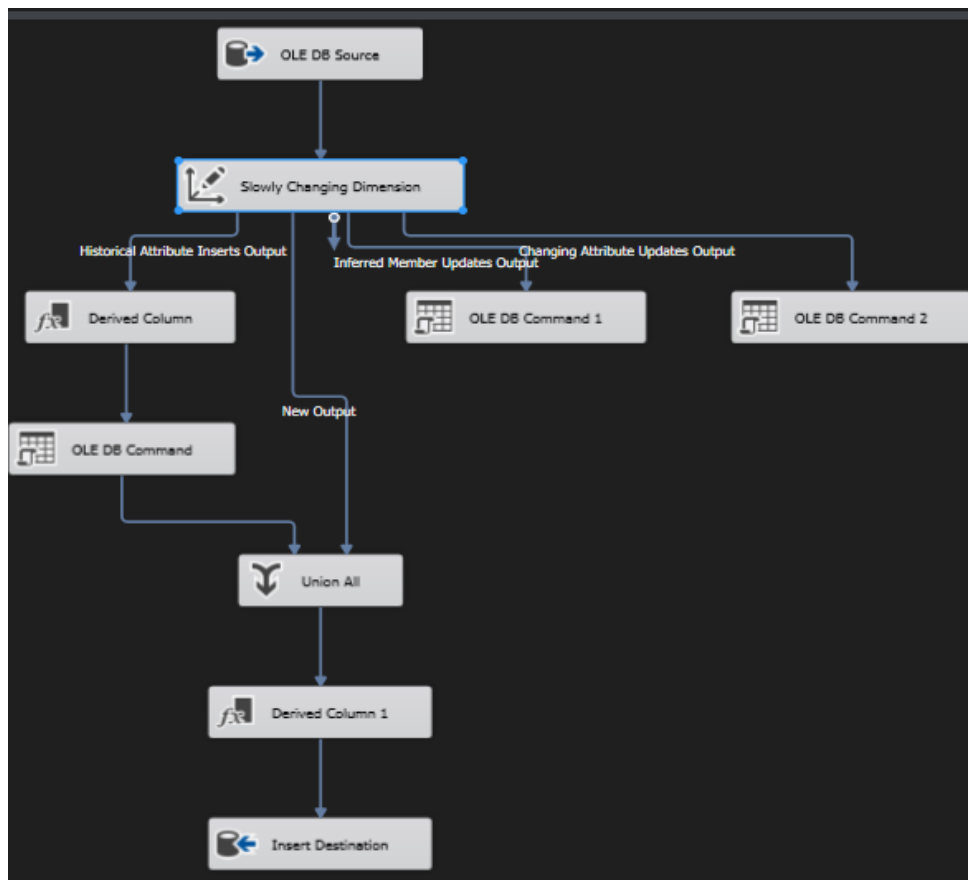 OLE DB Source
Slowly Changing Dimension
Historical Attribute Inserts Output
Inferred Member Updates Output
Changing Attribute Updates Output
Derived Column
OLE DB Command 1
OLE DB Command 2
New Output
OLE DB Command
Union All
Derived Column 1
Insert Destination